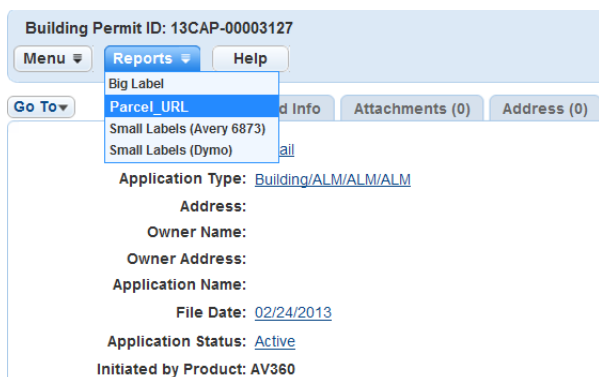 Building Permit ID: 13CAP-00003127
Menu Reports Help
Big Label
Go To Parcel_URL d Info Attachments (0) Address (0)
Small Labels (Avery 6873)
Small Labels (Dymo) ail
Application Type: Building/ALM/ALM/ALM
Address:
Owner Name:
Owner Address:
Application Name:
File Date: 02/24/2013
Application Status: Active
Initiated by Product: AV360